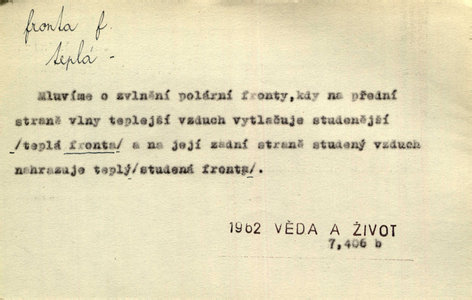 fronta f
teplá -
Mluvíme o zvlnění polární fronty,kdy na přední
straně vlny teplejší vzduch vytlačuje studenější
/teplá fronta/ a na její zadní straně studený vzduch
nahrazuje teplý/studená fronta/.
1962 VĚDA A ŽIVOT
7,406 b